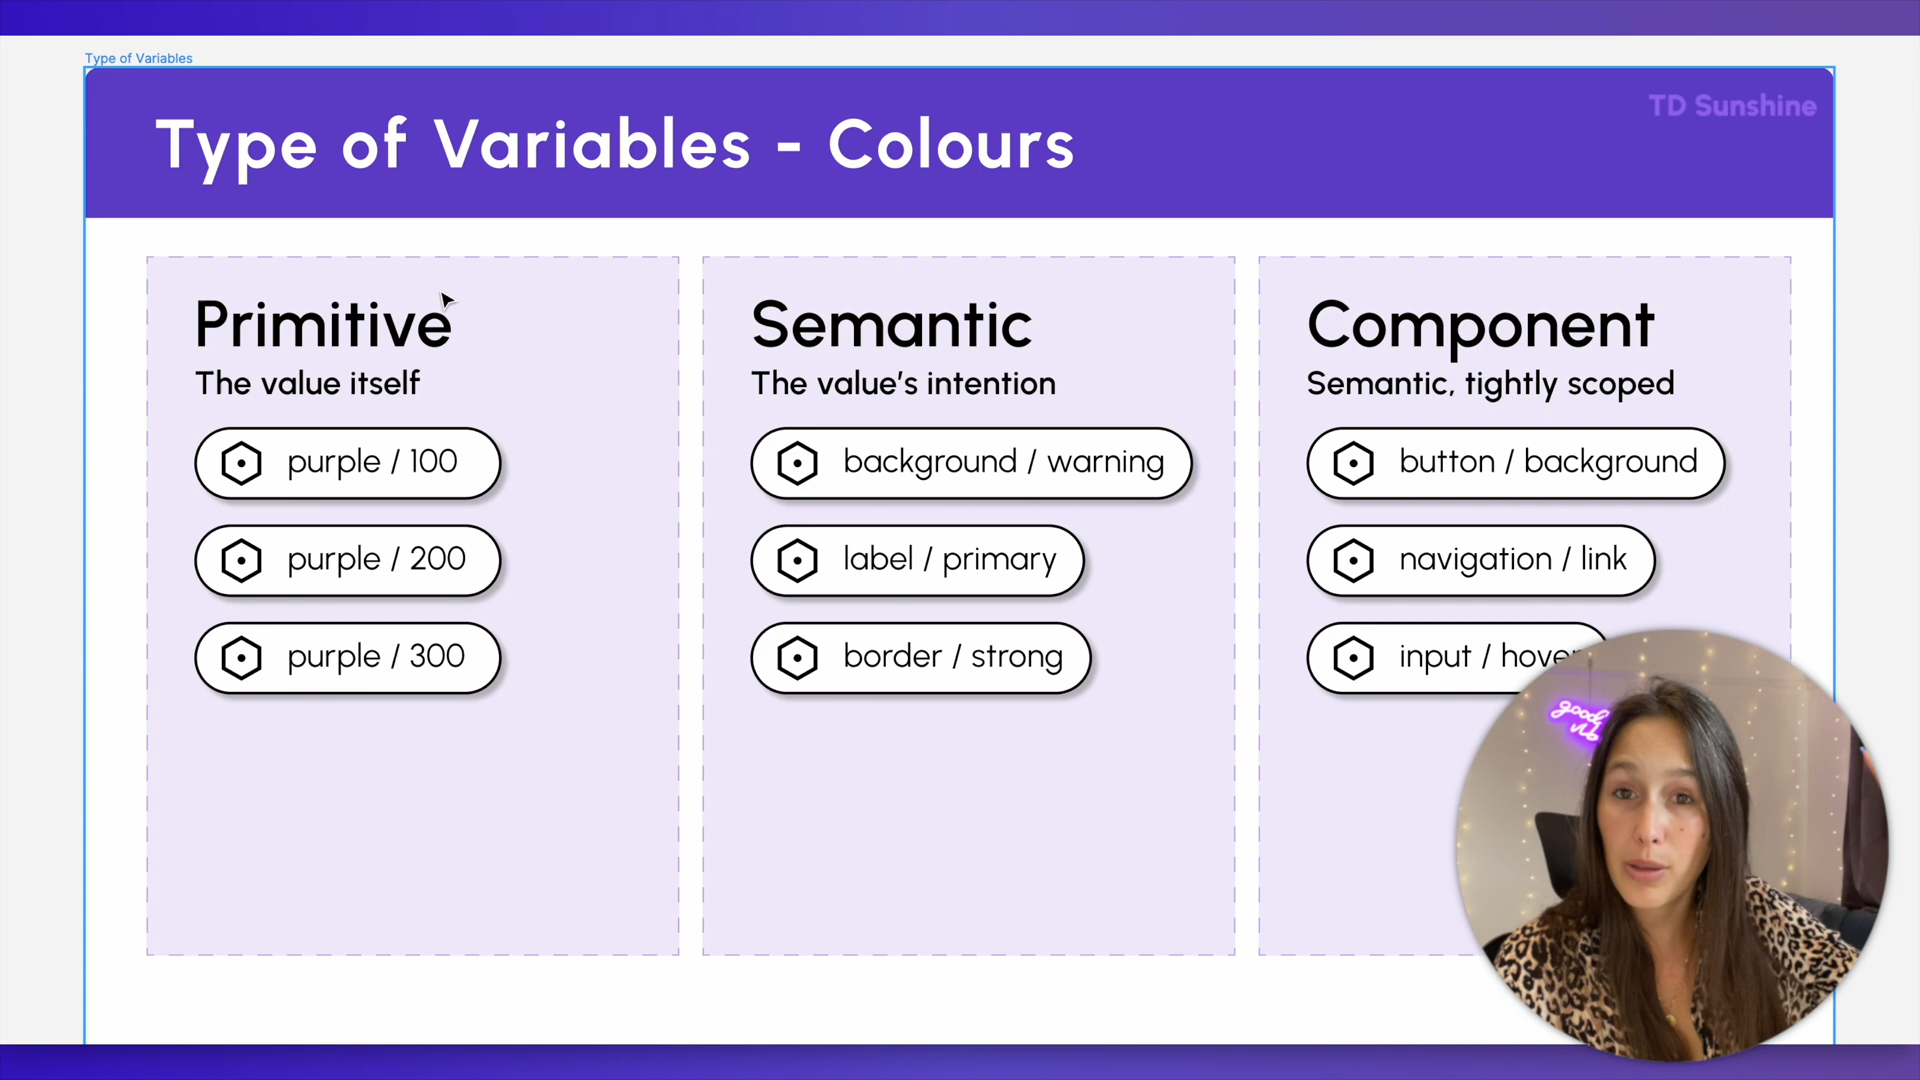 Type of Variables
TD Sunshine
Type of Variables - Colours
Primitive
The value itself
purple / 100
purple / 200
purple / 300
Semantic
The value's intention
background / warning
label / primary
border / strong
Component
Semantic, tightly scoped
button / background
navigation / link
input / hover
good